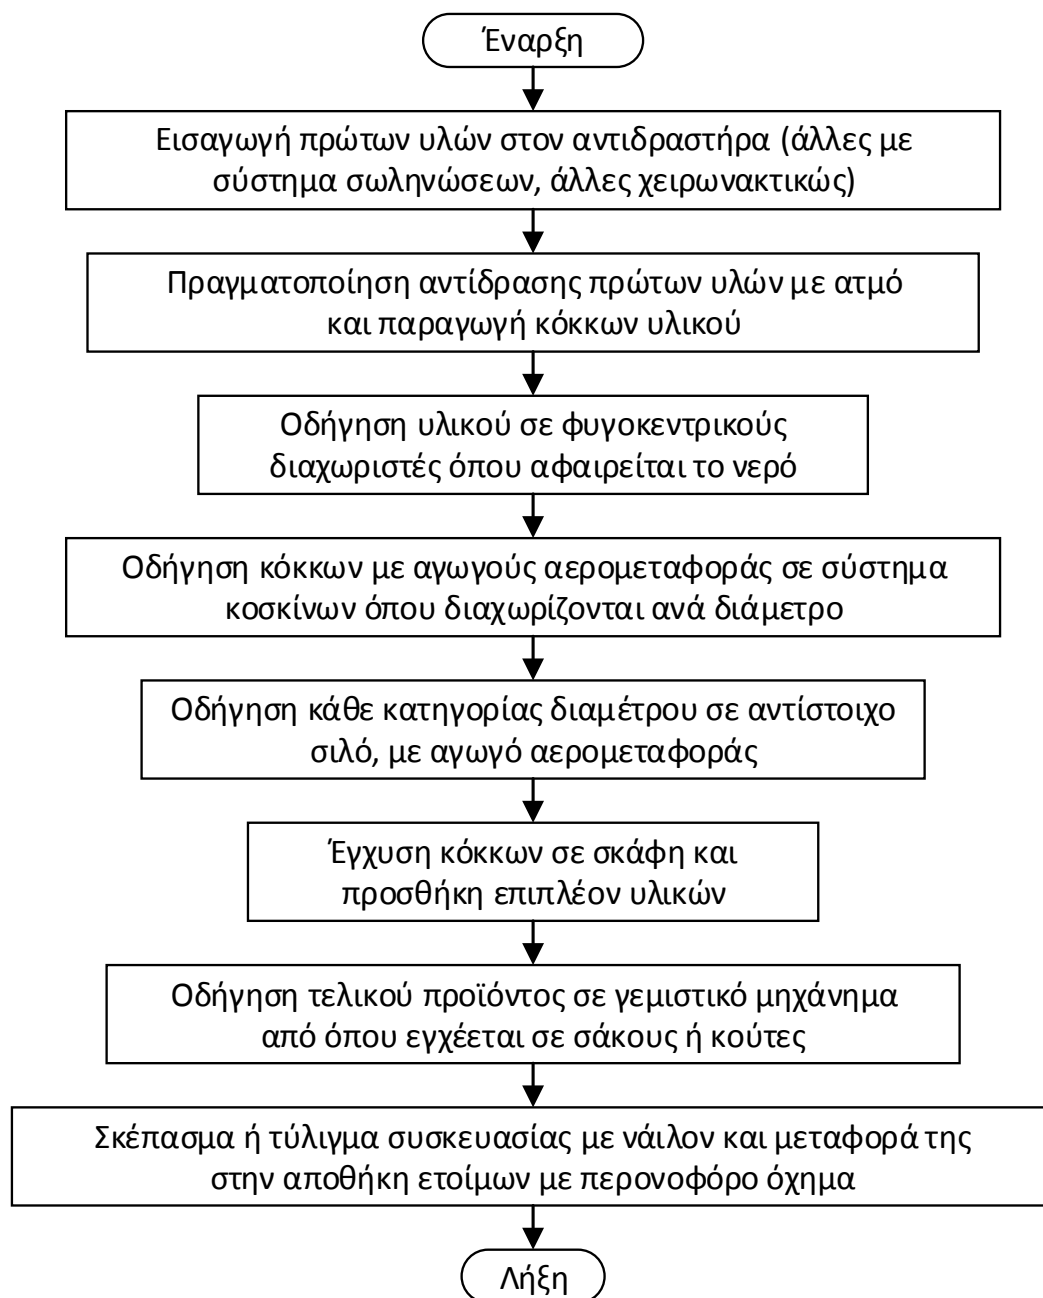 Έναρξη
Εισαγωγή πρώτων υλών στον αντιδραστήρα (άλλες με
σύστημα σωληνώσεων, άλλες χειρωνακτικώς)
Πραγματοποίηση αντίδρασης πρώτων υλών με ατμό
και παραγωγή κόκκων υλικού
Οδήγηση υλικού σε φυγοκεντρικούς
διαχωριστές όπου αφαιρείται το νερό
Οδήγηση κόκκων με αγωγούς αερομεταφοράς σε σύστημα
κοσκίνων όπου διαχωρίζονται ανά διάμετρο
Οδήγηση κάθε κατηγορίας διαμέτρου σε αντίστοιχο
σιλό, με αγωγό αερομεταφοράς
Έγχυση κόκκων σε σκάφη και
προσθήκη επιπλέον υλικών
Οδήγηση τελικού προϊόντος σε γεμιστικό μηχάνημα
από όπου εγχέεται σε σάκους ή κούτες
Σκέπασμα ή τύλιγμα συσκευασίας με νάιλον και μεταφορά της
στην αποθήκη ετοίμων με περονοφόρο όχημα
Λήξη